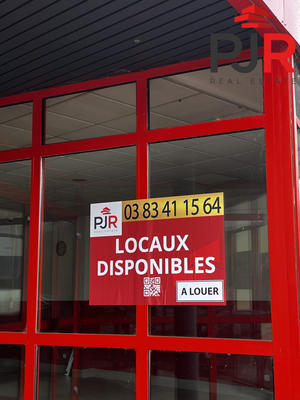 PJR
REAL ESTATE
PJR
03 83 41 15 64
LOCAUX
DISPONIBLES
A LOUER